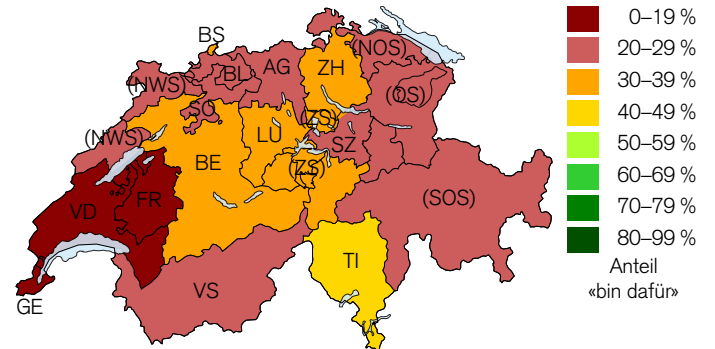 BS
(NOS)
AG
ZH
BL
(NWS)
(OS)
SO
(ZS)
(NWS)
LU
SZ
BE
(ZS)
VD
FR
(SOS)
TI
VS
GE
0–19 %
20–29 %
30–39 %
40–49 %
50–59 %
60–69 %
70–79 %
80–99 %
Anteil
«bin dafür»